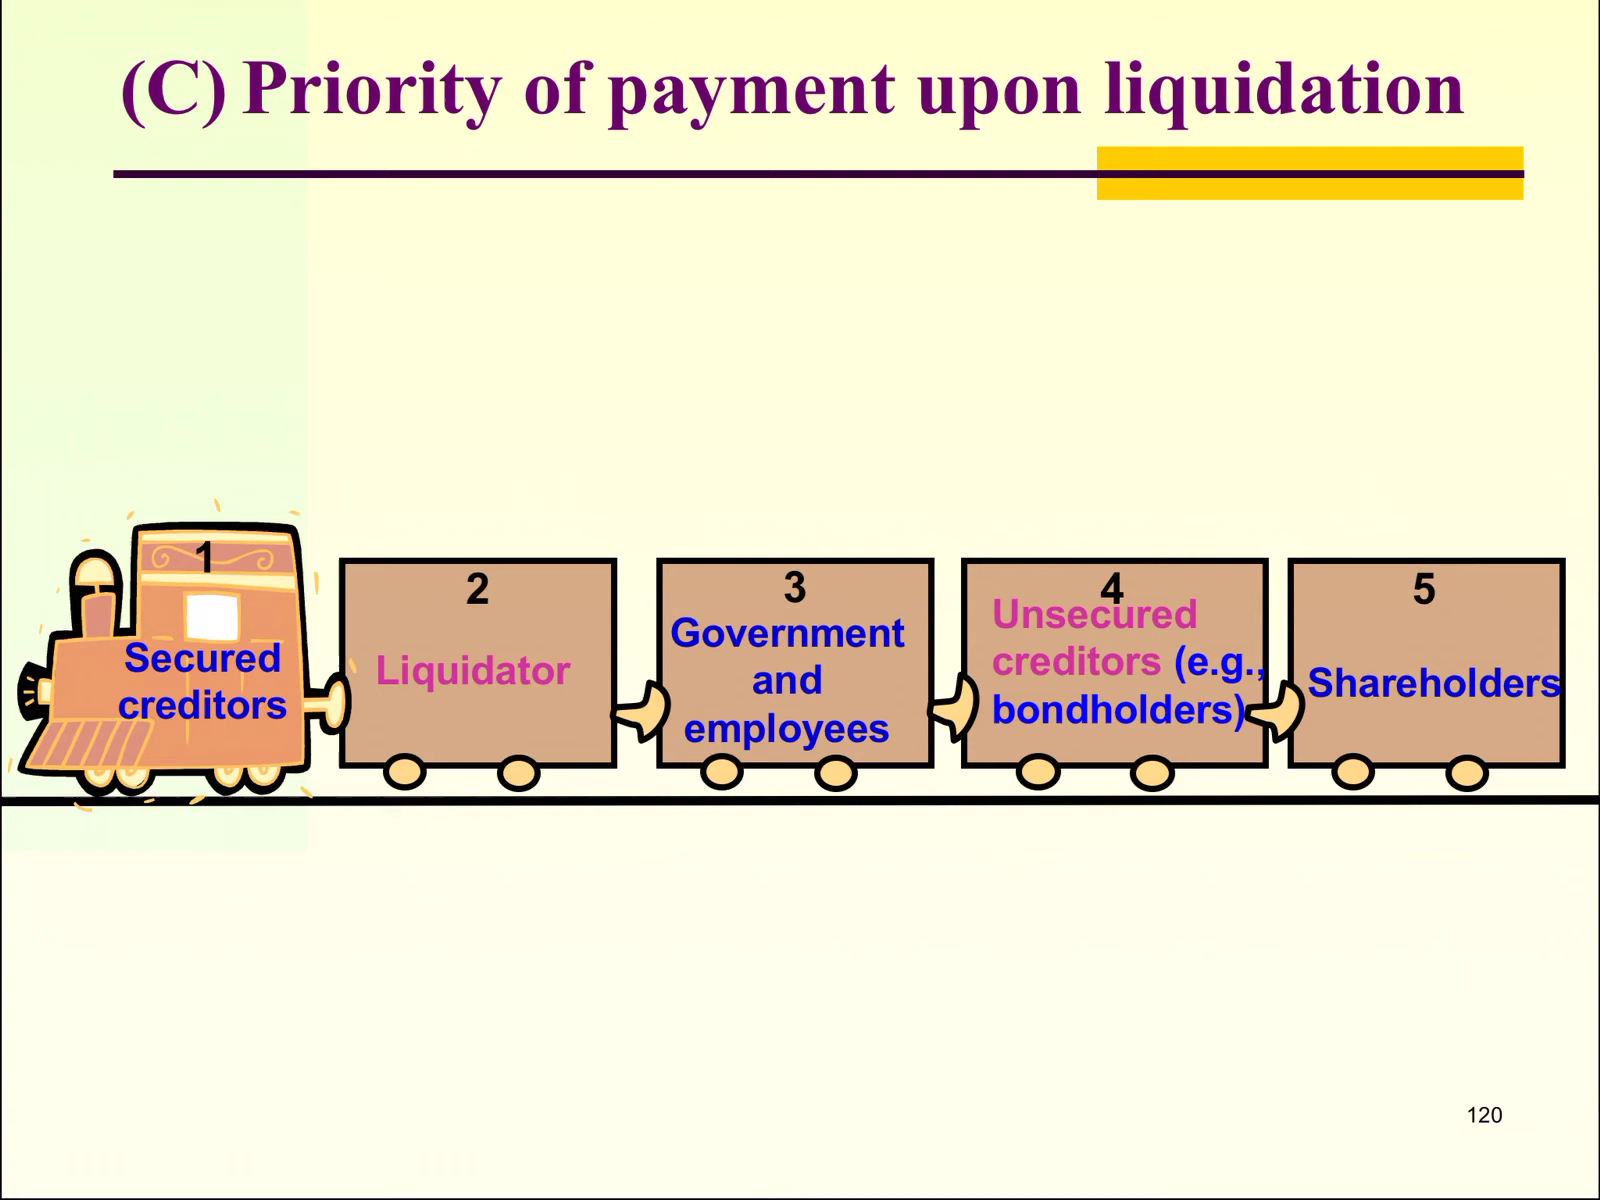 (C) Priority of payment upon liquidation
1
Secured
creditors
2
Liquidator
3
Government
and
employees
4
Unsecured
creditors (e.g.,
bondholders)
5
Shareholders
120